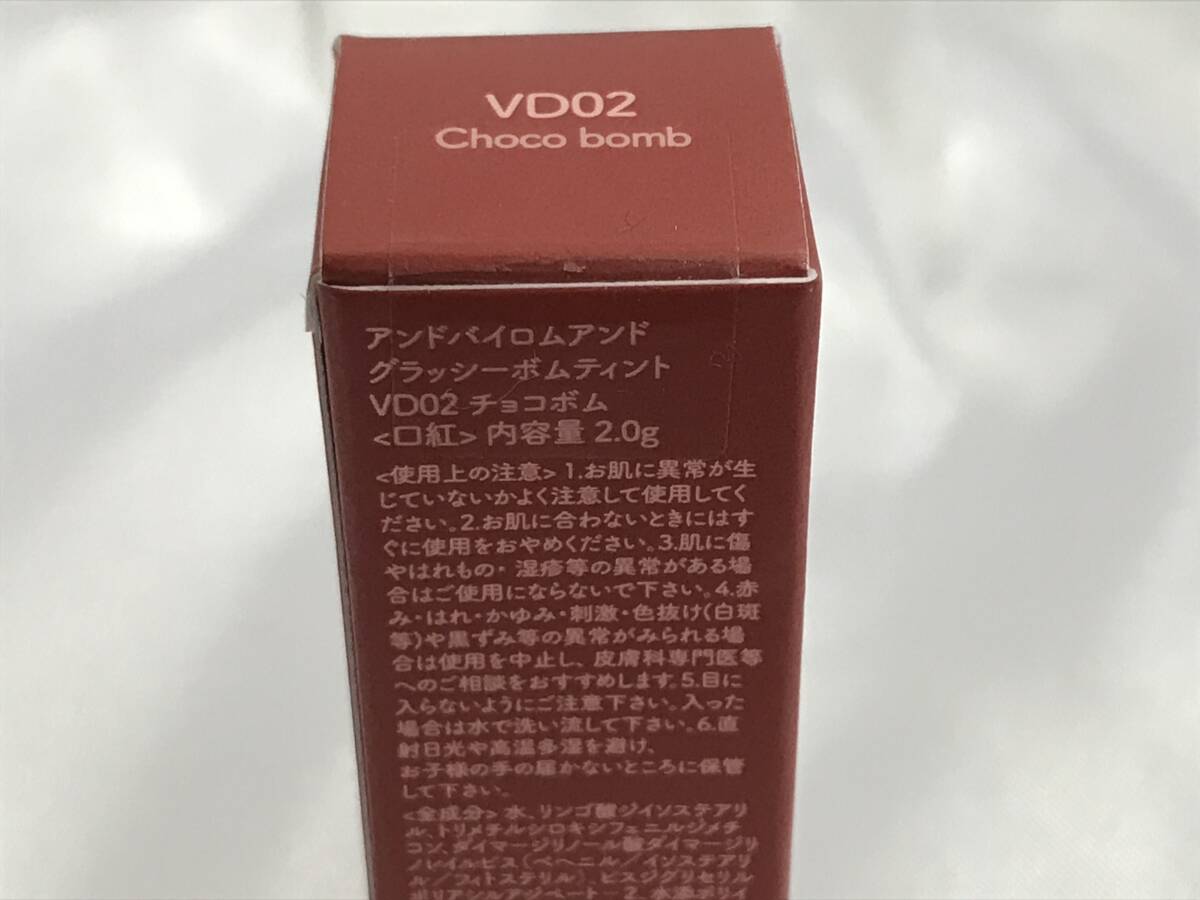 VD02
Choco bomb
アンドバイロムアンド
グラッシーボムティント
VD02 チョコボム
<口紅> 内容量 2.0g
<使用上の注意> 1.お肌に異常が生
じていないかよく注意して使用してく
ださい。2.お肌に合わないときにはす
ぐに使用をおやめください。3.肌に傷
やはれもの・湿疹等の異常がある場
合はご使用にならないで下さい。4.赤
み・はれ・かゆみ・刺激・色抜け(白斑
等)や黒ずみ等の異常がみられる場
合は使用を中止し、皮膚科専門医等
へのご相談をおすすめします。5.目に
入らないようにご注意下さい。入った
場合は水で洗い流して下さい。6.直
射日光や高温多湿を避け、
お子様の手の届かないところに保管
して下さい。
<全成分> 水、リンゴ酸ジイソステアリ
ル、トリメチルシロキシフェニルジメチ
コン、ダイマージリノール酸ダイマージリ
ノレイルビス(ベヘニル/イソステアリ
ル/フィトステリル)、ビスジグリセリル
ポリアシルアジペート-2、水添ポリイ